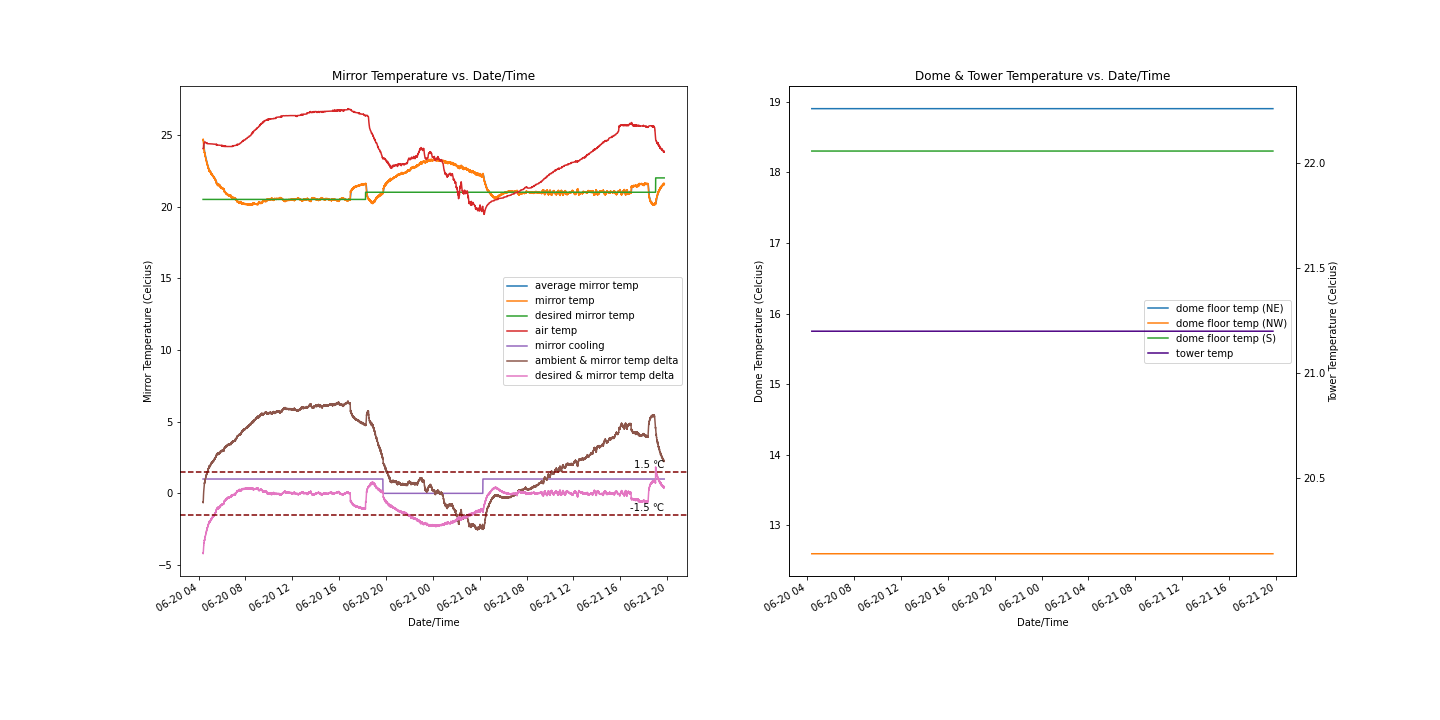 Mirror Temperature vs. Date/Time
Mirror Temperature (Celcius)
25
20
15
10
5
0
−5
average mirror temp
mirror temp
desired mirror temp
air temp
mirror cooling
ambient & mirror temp delta
desired & mirror temp delta
1.5 °C
-1.5 °C
06-20 04
06-20 08
06-20 12
06-20 16
06-20 20
06-21 00
06-21 04
06-21 08
06-21 12
06-21 16
06-21 20
Date/Time
Dome & Tower Temperature vs. Date/Time
Dome Temperature (Celcius)
19
18
17
16
15
14
13
dome floor temp (NE)
dome floor temp (NW)
dome floor temp (S)
tower temp
22.0
21.5
21.0
20.5
Tower Temperature (Celcius)
06-20 04
06-20 08
06-20 12
06-20 16
06-20 20
06-21 00
06-21 04
06-21 08
06-21 12
06-21 16
06-21 20
Date/Time